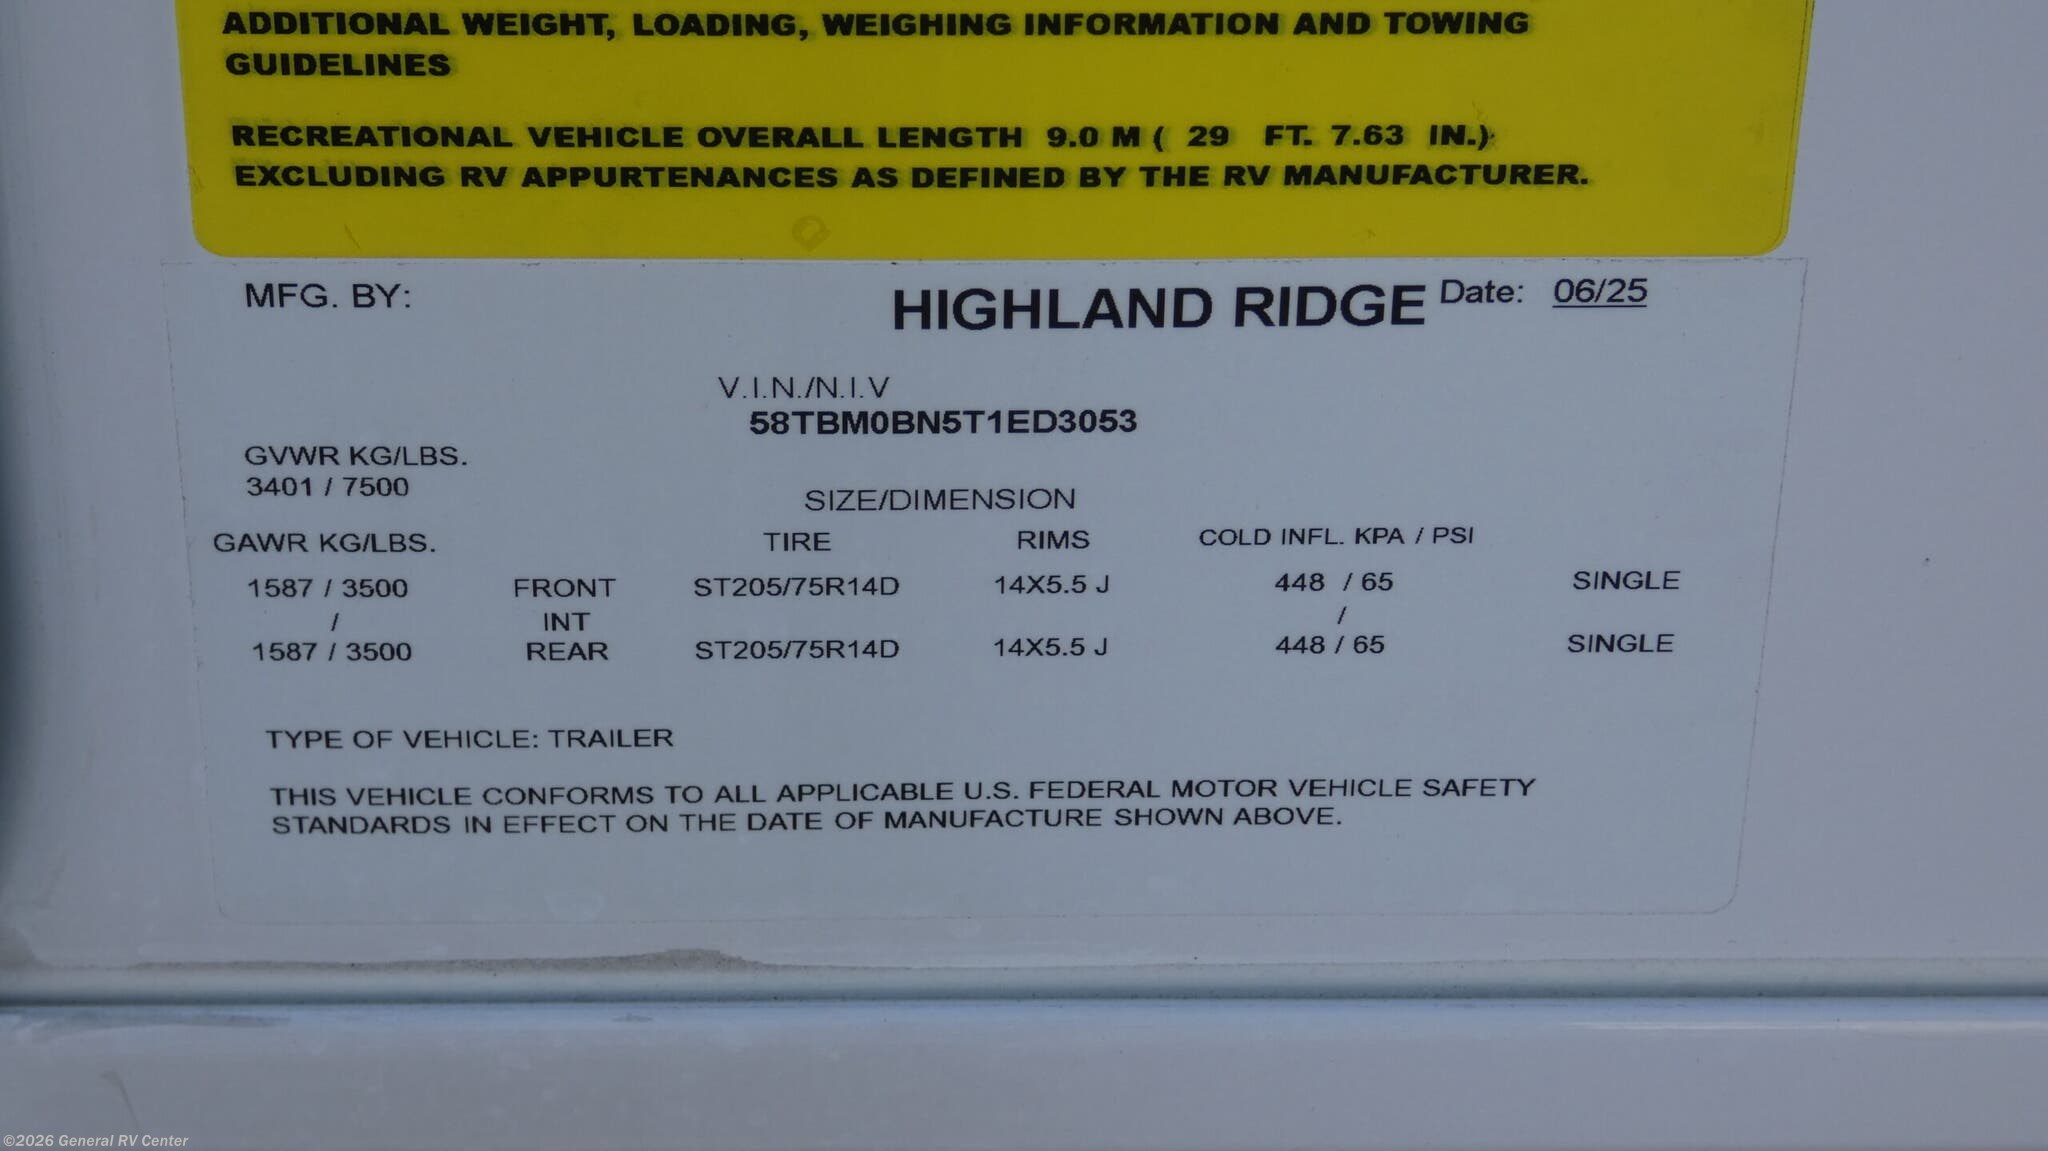 ADDITIONAL WEIGHT, LOADING, WEIGHING INFORMATION AND TOWING
GUIDELINES
RECREATIONAL VEHICLE OVERALL LENGTH 9.0 M ( 29 FT. 7.63 IN.)
EXCLUDING RV APPURTENANCES AS DEFINED BY THE RV MANUFACTURER.
MFG. BY: HIGHLAND RIDGE Date: 06/25
V.I.N./N.I.V
58TBM0BN5T1ED3053
GVWR KG/LBS.
3401 / 7500
SIZE/DIMENSION
GAWR KG/LBS. TIRE RIMS COLD INFL. KPA / PSI
1587 / 3500 FRONT ST205/75R14D 14X5.5 J 448 / 65 SINGLE
/ INT /
1587 / 3500 REAR ST205/75R14D 14X5.5 J 448 / 65 SINGLE
TYPE OF VEHICLE: TRAILER
THIS VEHICLE CONFORMS TO ALL APPLICABLE U.S. FEDERAL MOTOR VEHICLE SAFETY
STANDARDS IN EFFECT ON THE DATE OF MANUFACTURE SHOWN ABOVE.
©2026 General RV Center